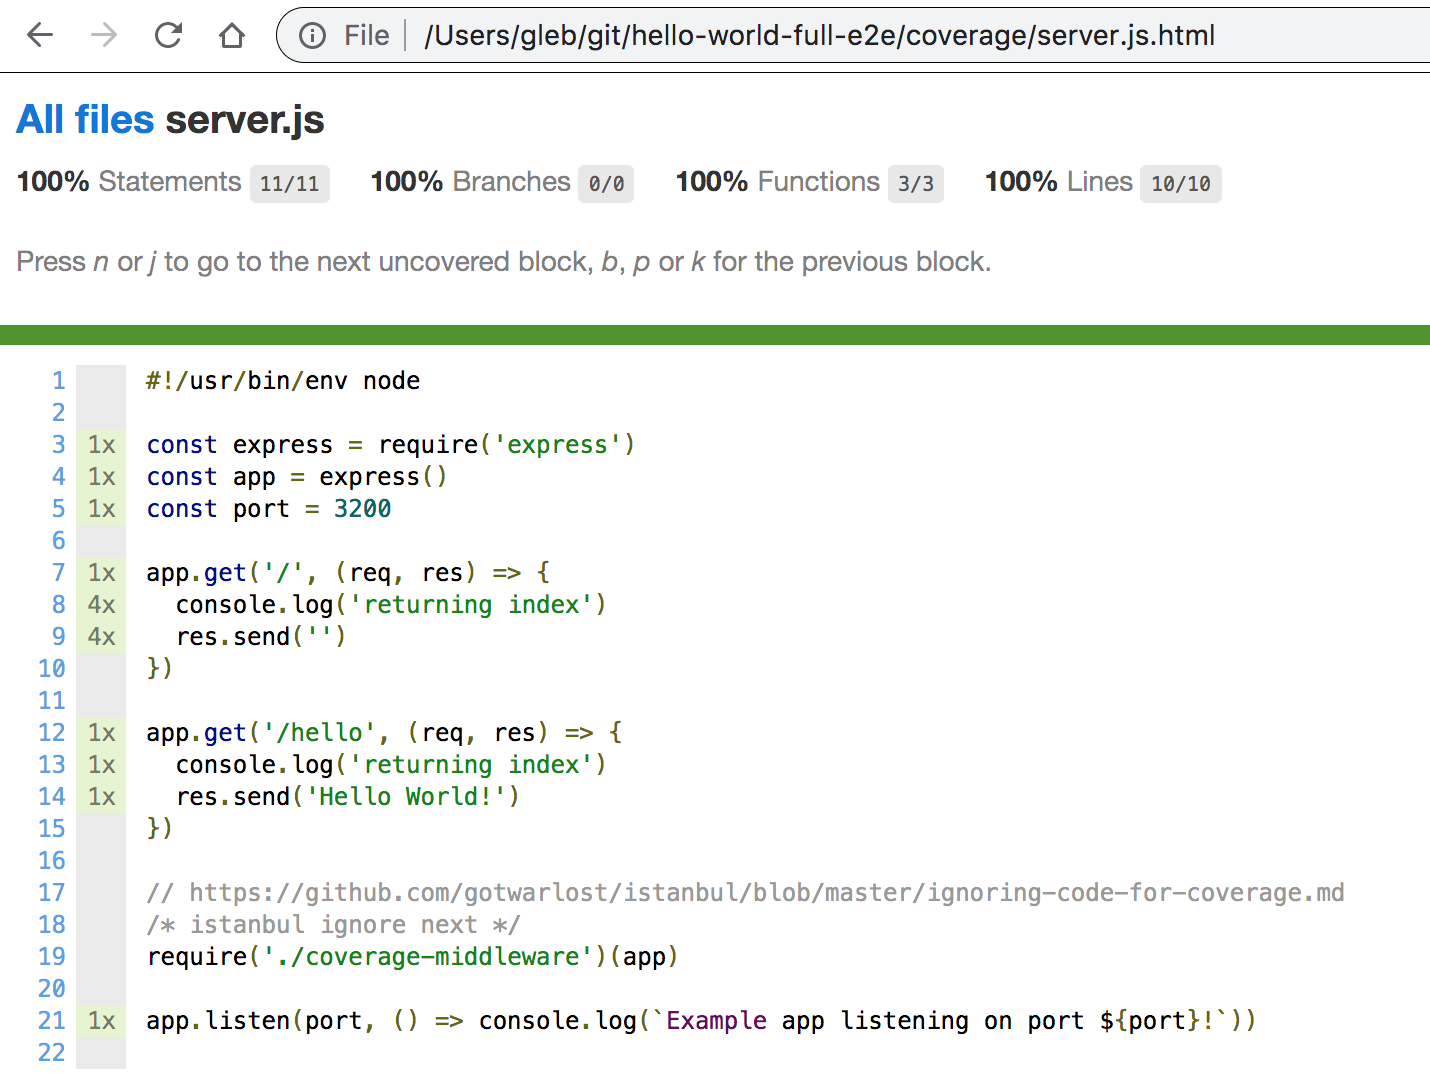 File /Users/gleb/git/hello-world-full-e2e/coverage/server.js.html
All files server.js
100% Statements 11/11 100% Branches 0/0 100% Functions 3/3 100% Lines 10/10
Press n or j to go to the next uncovered block, b, p or k for the previous block.
1 #!/usr/bin/env node
2
3 1x const express = require('express')
4 1x const app = express()
5 1x const port = 3200
6
7 1x app.get('/', (req, res) => {
8 4x   console.log('returning index')
9 4x   res.send('')
10 })
11
12 1x app.get('/hello', (req, res) => {
13 1x   console.log('returning index')
14 1x   res.send('Hello World!')
15 })
16
17 // https://github.com/gotwarlost/istanbul/blob/master/ignoring-code-for-coverage.md
18 /* istanbul ignore next */
19 require('./coverage-middleware')(app)
20
21 1x app.listen(port, () => console.log(`Example app listening on port ${port}!`))
22